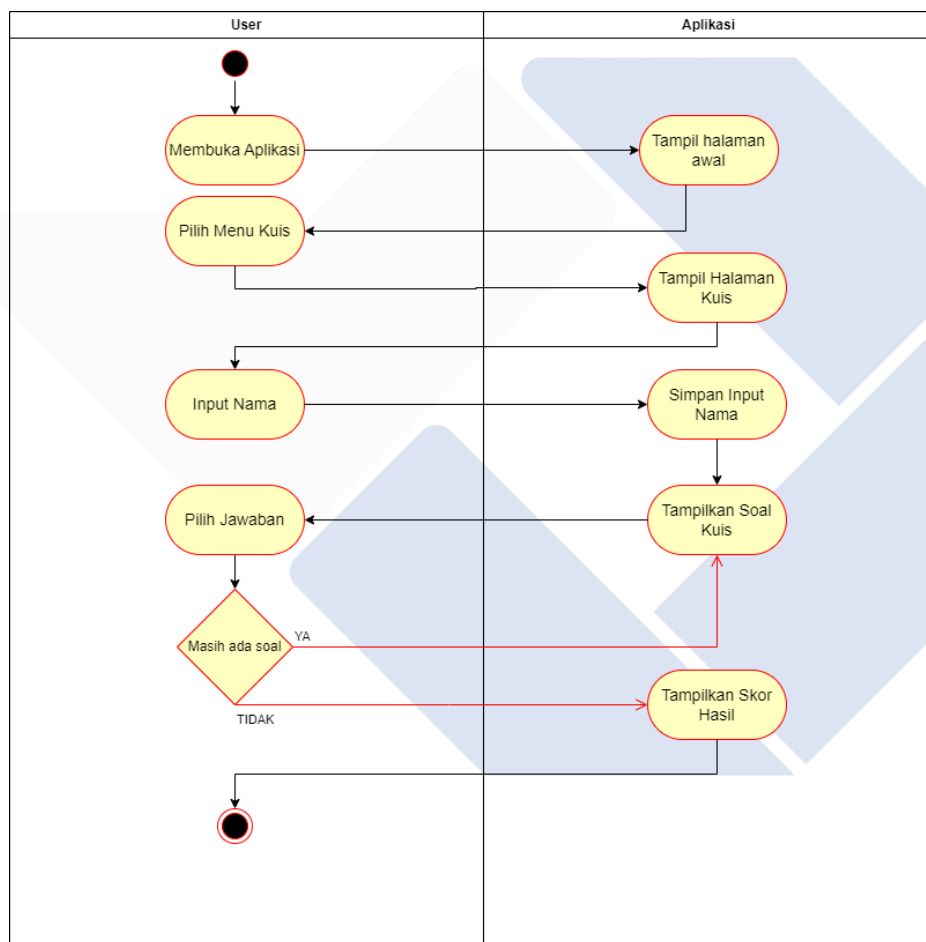 User
Aplikasi
Membuka Aplikasi
Tampil halaman
awal
Pilih Menu Kuis
Tampil Halaman
Kuis
Input Nama
Simpan Input
Nama
Pilih Jawaban
Tampilkan Soal
Kuis
Masih ada soal
YA
TIDAK
Tampilkan Skor
Hasil